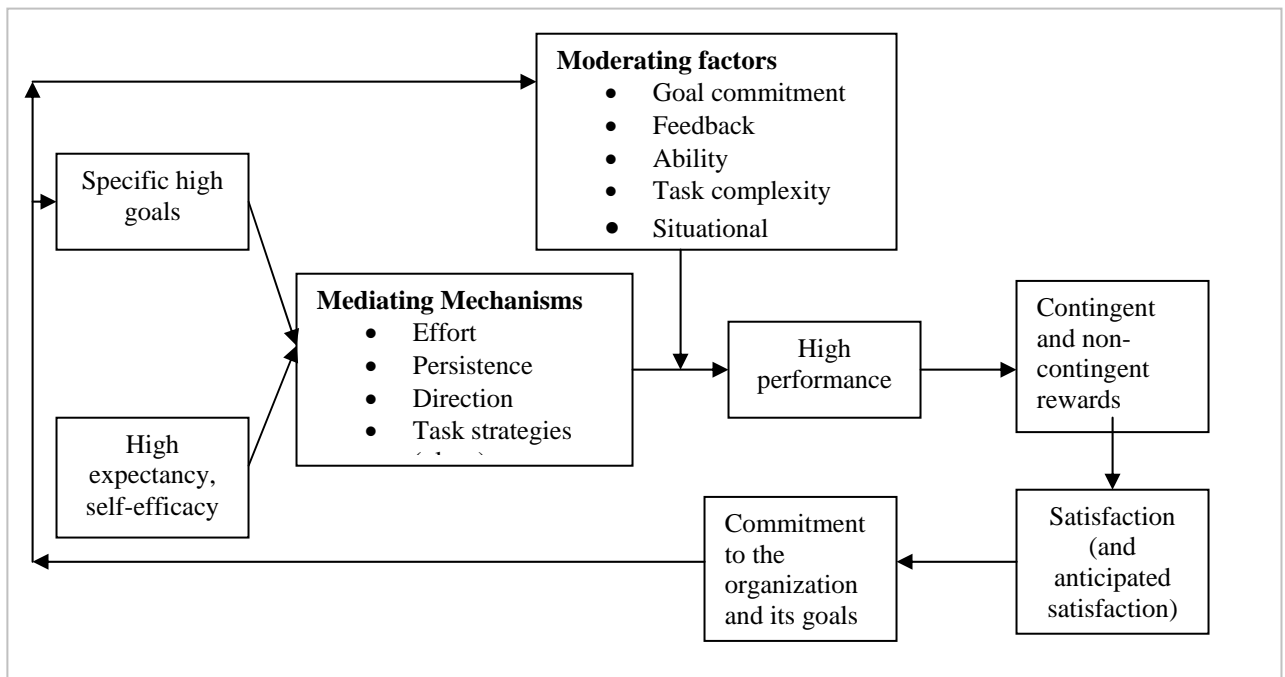 Moderating factors
• Goal commitment
• Feedback
• Ability
• Task complexity
• Situational
Specific high
goals
Mediating Mechanisms
• Effort
• Persistence
• Direction
• Task strategies
High
expectancy,
self-efficacy
High
performance
Contingent
and non-
contingent
rewards
Satisfaction
(and
anticipated
satisfaction)
Commitment
to the
organization
and its goals